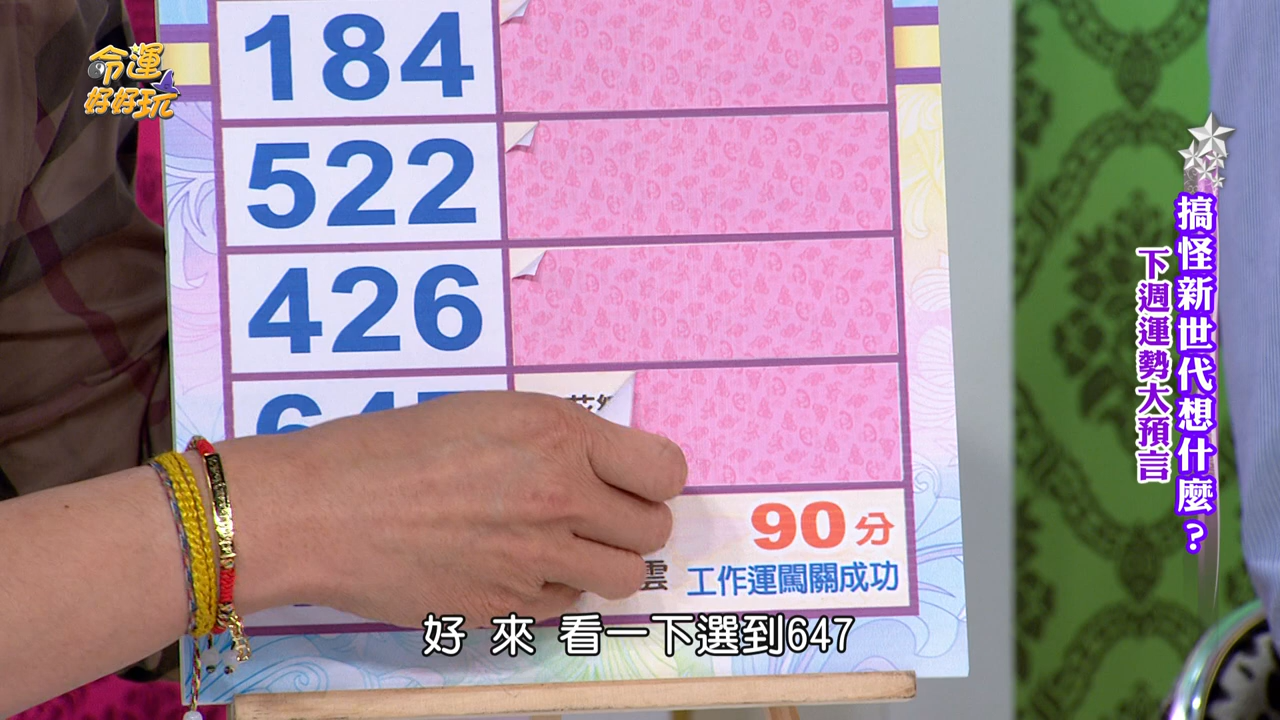 命運
好好玩
184
522
426
647
90分
雲
工作運闖關成功
搞怪新世代想什麼?
下週運勢大預言
好 來 看一下選到647